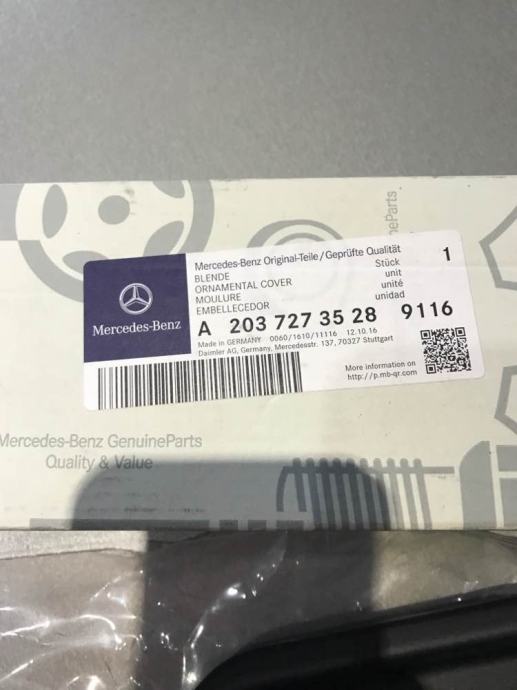 neParts
Mercedes-Benz Original-Teile/Geprüfte Qualität
BLENDE
ORNAMENTAL COVER
MOULURE
EMBELLECEDOR
Stück
unit
unité
unidad
1
Mercedes-Benz
A 203 727 35 28 9116
Made in GERMANY 0060/1610/11116 12.10.16
Daimler AG, Germany, Mercedesstr. 137, 70327 Stuttgart
More information on
http://p.mb-qr.com
Mercedes-Benz GenuineParts
Quality & Value